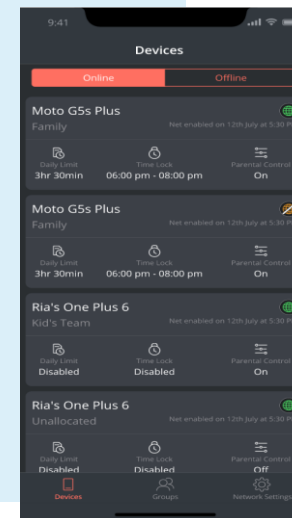 9:41
Devices
Online Offline
Moto G5s Plus
Family Net enabled on 12th July at 5:30 P
Daily Limit Time Lock Parental Control
3hr 30min 06:00 pm - 08:00 pm On
Moto G5s Plus
Family Net enabled on 12th July at 5:30 P
Daily Limit Time Lock Parental Control
3hr 30min 06:00 pm - 08:00 pm On
Ria's One Plus 6
Kid's Team Net enabled on 12th July at 5:30 P
Daily Limit Time Lock Parental Control
Disabled Disabled On
Ria's One Plus 6
Unallocated Net enabled on 12th July at 5:30 P
Daily Limit Time Lock Parental Control
Disabled Disabled Off
Devices Groups Network Settings